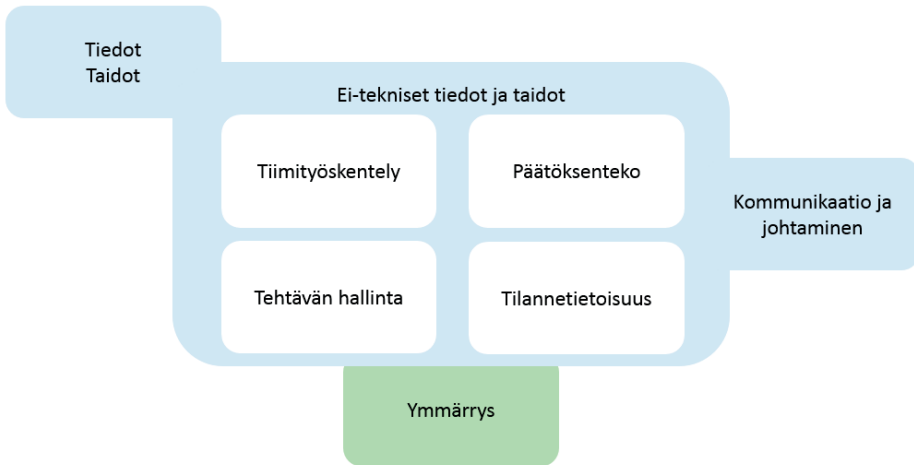 Tiedot
Taidot
Ei-tekniset tiedot ja taidot
Tiimityöskentely
Päätöksenteko
Kommunikaatio ja
johtaminen
Tehtävän hallinta
Tilannetietoisuus
Ymmärrys